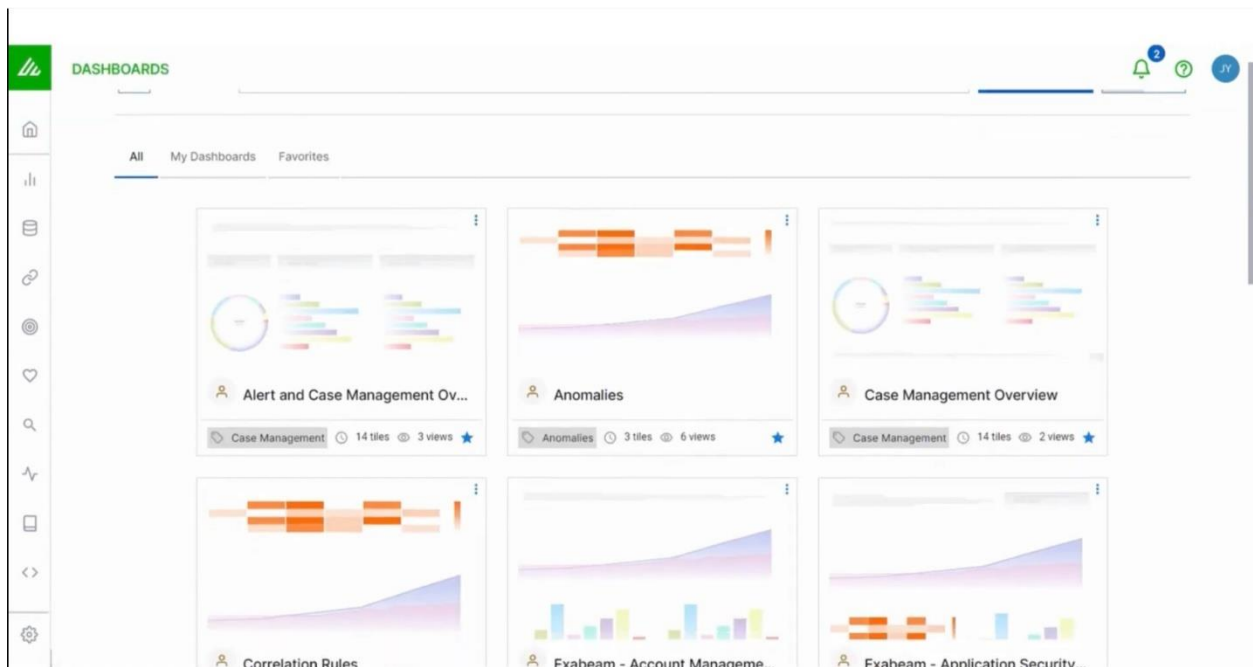 2
DASHBOARDS
JY
All My Dashboards Favorites
Alert and Case Management Ov...
Anomalies
Case Management Overview
Case Management 14 tiles 3 views
Anomalies 3 tiles 6 views
Case Management 14 tiles 2 views
Correlation Rules
Exabeam - Account Manageme...
Exabeam - Application Security...